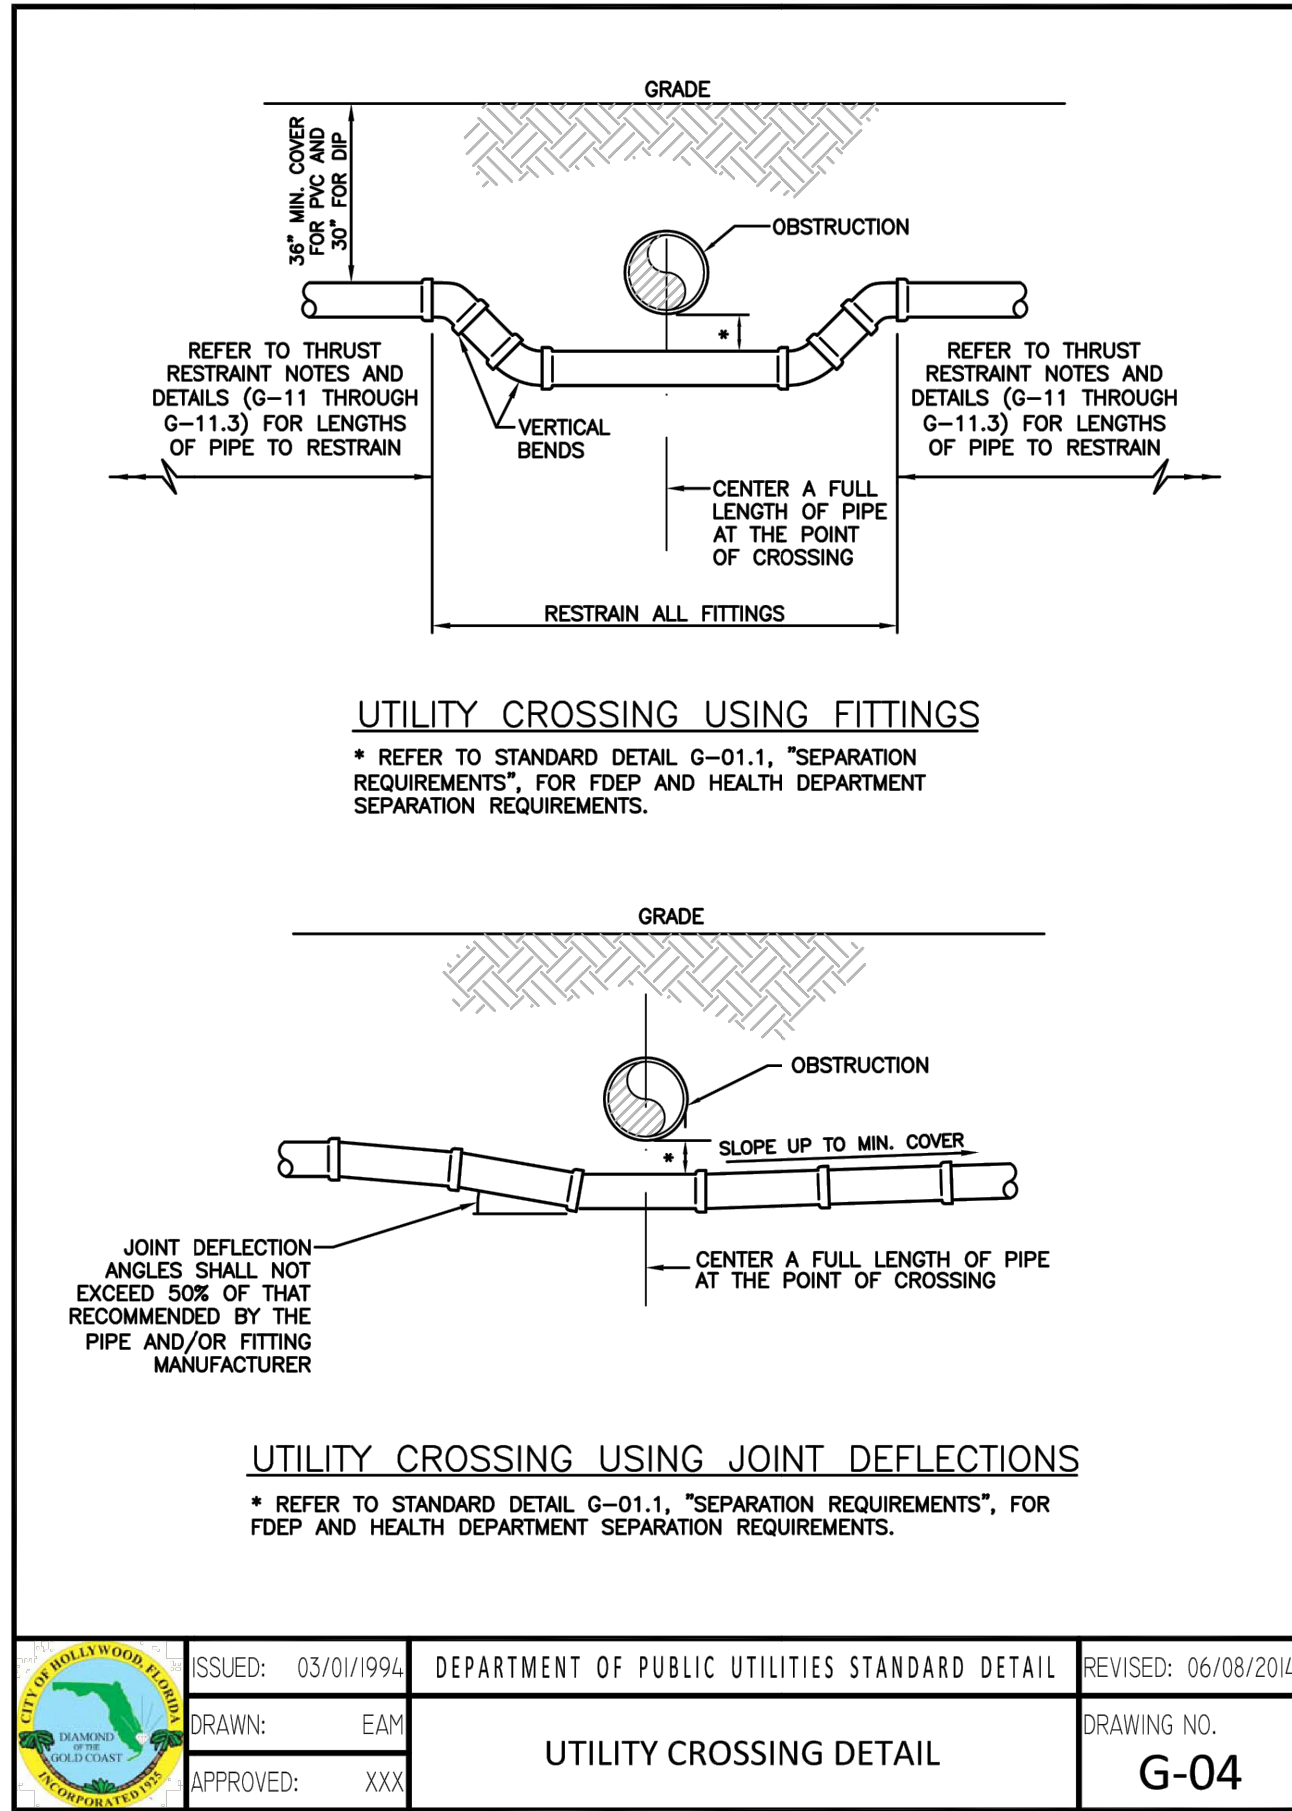 GRADE
36" MIN. COVER
FOR PVC AND
30" FOR DIP
OBSTRUCTION
*
REFER TO THRUST
RESTRAINT NOTES AND
DETAILS (G-11 THROUGH
G-11.3) FOR LENGTHS
OF PIPE TO RESTRAIN
REFER TO THRUST
RESTRAINT NOTES AND
DETAILS (G-11 THROUGH
G-11.3) FOR LENGTHS
OF PIPE TO RESTRAIN
VERTICAL
BENDS
CENTER A FULL
LENGTH OF PIPE
AT THE POINT
OF CROSSING
RESTRAIN ALL FITTINGS
UTILITY CROSSING USING FITTINGS
* REFER TO STANDARD DETAIL G-01.1, "SEPARATION
REQUIREMENTS", FOR FDEP AND HEALTH DEPARTMENT
SEPARATION REQUIREMENTS.
GRADE
OBSTRUCTION
SLOPE UP TO MIN. COVER
*
JOINT DEFLECTION
ANGLES SHALL NOT
EXCEED 50% OF THAT
RECOMMENDED BY THE
PIPE AND/OR FITTING
MANUFACTURER
CENTER A FULL LENGTH OF PIPE
AT THE POINT OF CROSSING
UTILITY CROSSING USING JOINT DEFLECTIONS
* REFER TO STANDARD DETAIL G-01.1, "SEPARATION REQUIREMENTS", FOR
FDEP AND HEALTH DEPARTMENT SEPARATION REQUIREMENTS.
CITY OF HOLLYWOOD, FLORIDA
DIAMOND
OF THE
GOLD COAST
INCORPORATED 1925
ISSUED: 03/01/1994
DRAWN: EAM
APPROVED: XXX
DEPARTMENT OF PUBLIC UTILITIES STANDARD DETAIL
UTILITY CROSSING DETAIL
REVISED: 06/08/2014
DRAWING NO.
G-04